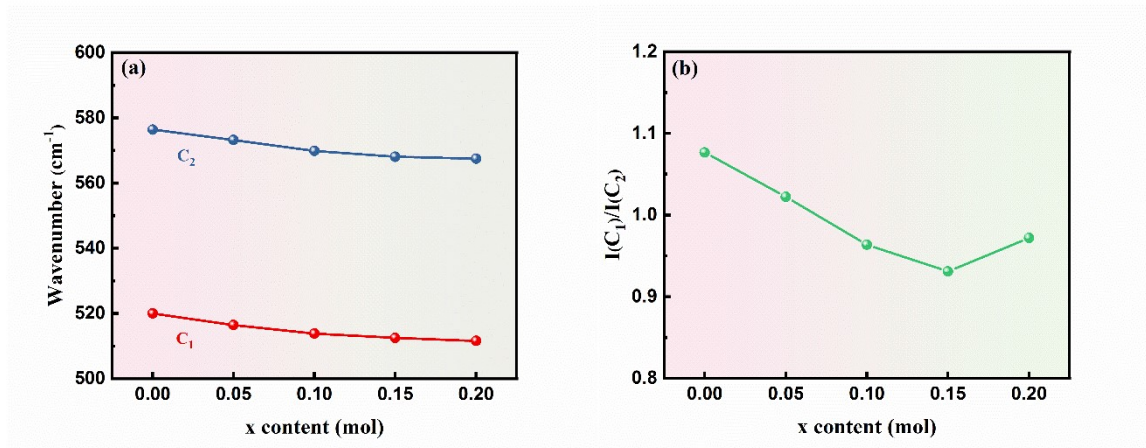 (a)
Wavenumber (cm⁻¹)
600
580
560
540
520
500
C₂
C₁
0.00 0.05 0.10 0.15 0.20
x content (mol)
(b)
I(C₁)/I(C₂)
1.2
1.1
1.0
0.9
0.8
0.00 0.05 0.10 0.15 0.20
x content (mol)